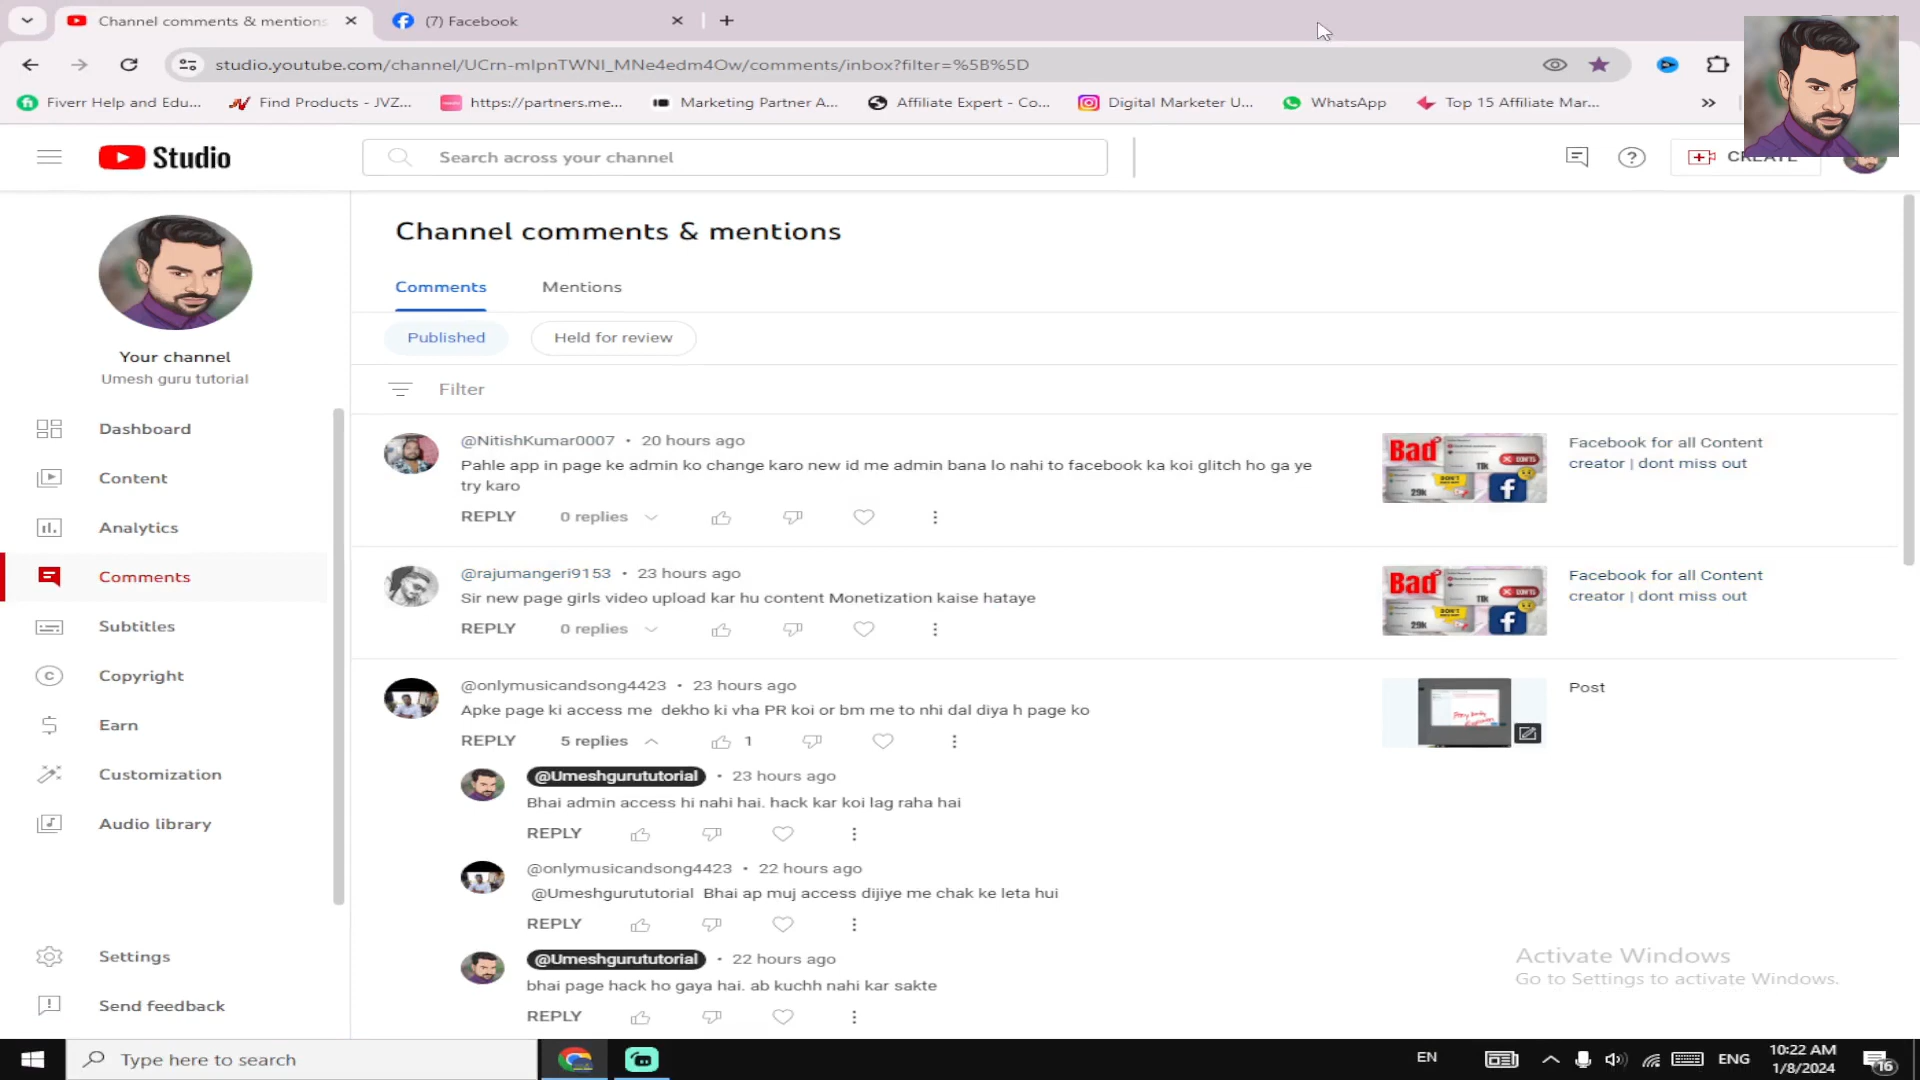 Channel comments & mentions
(7) Facebook
studio.youtube.com/channel/UCrn-mIpnTWNI_MNe4edm4Ow/comments/inbox?filter=%5B%5D
Fiverr Help and Edu...
Find Products - JVZ...
https://partners.me...
Marketing Partner A...
Affiliate Expert - Co...
Digital Marketer U...
WhatsApp
Top 15 Affiliate Mar...
Studio
Search across your channel
CREATE
Your channel
Umesh guru tutorial
Dashboard
Content
Analytics
Comments
Subtitles
Copyright
Earn
Customization
Audio library
Settings
Send feedback
Channel comments & mentions
Comments
Mentions
Published
Held for review
Filter
@NitishKumar0007 • 20 hours ago
Pahle app in page ke admin ko change karo new id me admin bana lo nahi to facebook ka koi glitch ho ga ye
try karo
REPLY 0 replies
Bad
11k
29k
Facebook for all Content
creator | dont miss out
@rajumangeri9153 • 23 hours ago
Sir new page girls video upload kar hu content Monetization kaise hataye
REPLY 0 replies
Bad
11k
29k
Facebook for all Content
creator | dont miss out
@onlymusicandsong4423 • 23 hours ago
Apke page ki access me dekho ki vha PR koi or bm me to nhi dal diya h page ko
REPLY 5 replies 1
Post
@Umeshgurututorial • 23 hours ago
Bhai admin access hi nahi hai. hack kar koi lag raha hai
REPLY
@onlymusicandsong4423 • 22 hours ago
@Umeshgurututorial Bhai ap muj access dijiye me chak ke leta hui
REPLY
@Umeshgurututorial • 22 hours ago
bhai page hack ho gaya hai. ab kuchh nahi kar sakte
REPLY
Activate Windows
Go to Settings to activate Windows.
Type here to search
EN
ENG
10:22 AM
1/8/2024
16